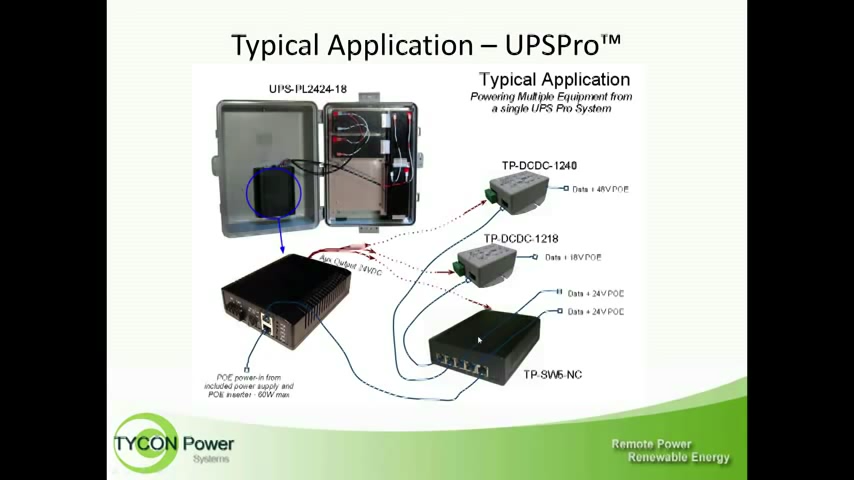 Typical Application – UPSPro™
UPS-PL2424-18
Typical Application
Powering Multiple Equipment from
a single UPS Pro System
TP-DCDC-1240
Data + 48V POE
TP-DCDC-1218
Data + 18V POE
Aux Output 24VDC
Data + 24V POE
Data + 24V POE
TP-SW5-NC
POE power-in from
included power supply and
POE inserter - 60W max
TYCON Power
Systems
Remote Power
Renewable Energy